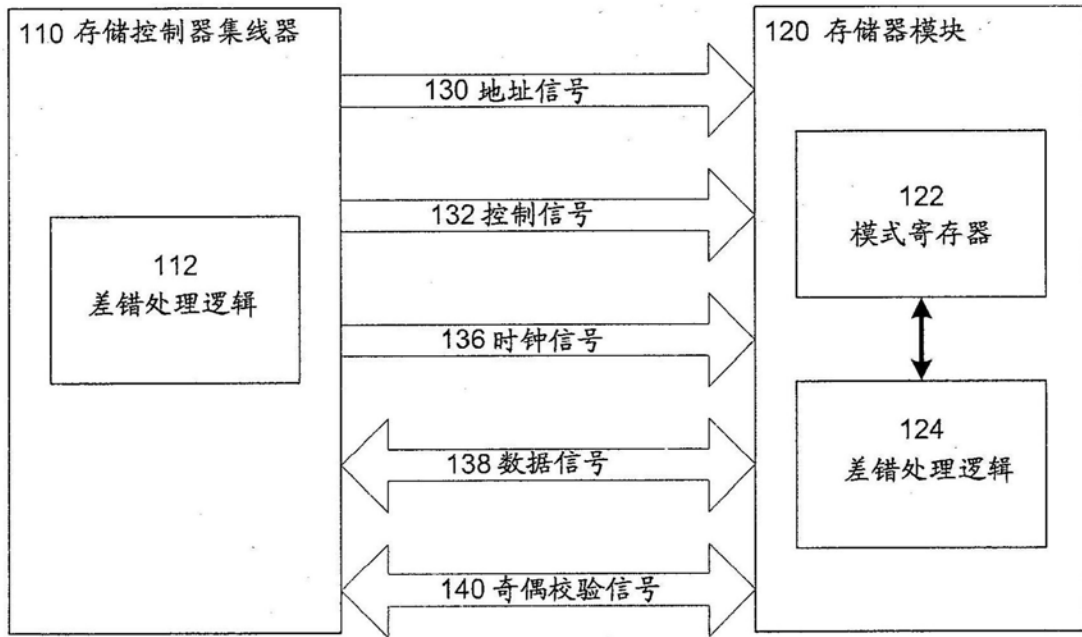 110 存储控制器集线器
120 存储器模块
130 地址信号
122
模式寄存器
132 控制信号
112
差错处理逻辑
136 时钟信号
124
差错处理逻辑
138 数据信号
140 奇偶校验信号